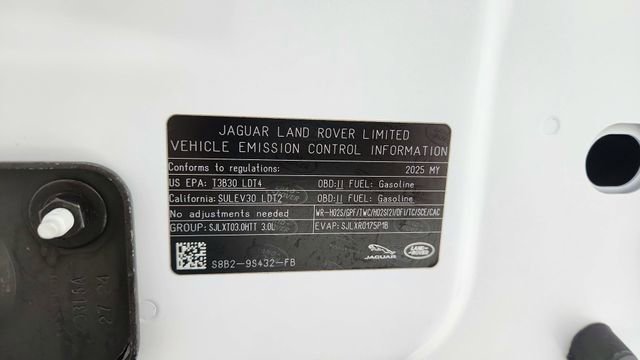 JAGUAR LAND ROVER LIMITED
VEHICLE EMISSION CONTROL INFORMATION
Conforms to regulations: 2025 MY
US EPA: T3B30 LDT4 OBD:II FUEL: Gasoline
California: SULEV30 LDT2 OBD:II FUEL: Gasoline
No adjustments needed WR-HO2S/GPF/TWC/HO2S(2)/DFI/TC/SCE/CAC
GROUP: SJLXT03.0HTT 3.0L EVAP: SJLXR0175P1B
S8B2-9S432-FB
JAGUAR
LAND-
ROVER
27 24